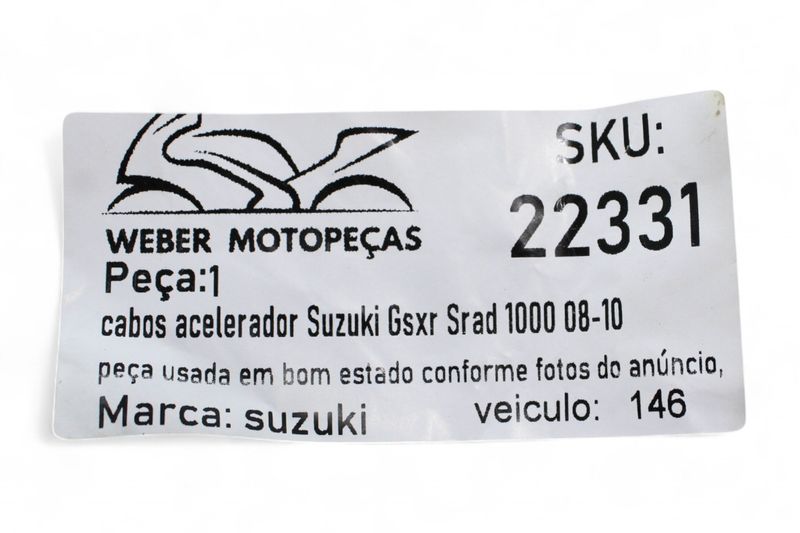 SKU:
22331
WEBER MOTOPEÇAS
Peça:1
cabos acelerador Suzuki Gsxr Srad 1000 08-10
peça usada em bom estado conforme fotos do anúncio,
Marca: suzuki veiculo: 146